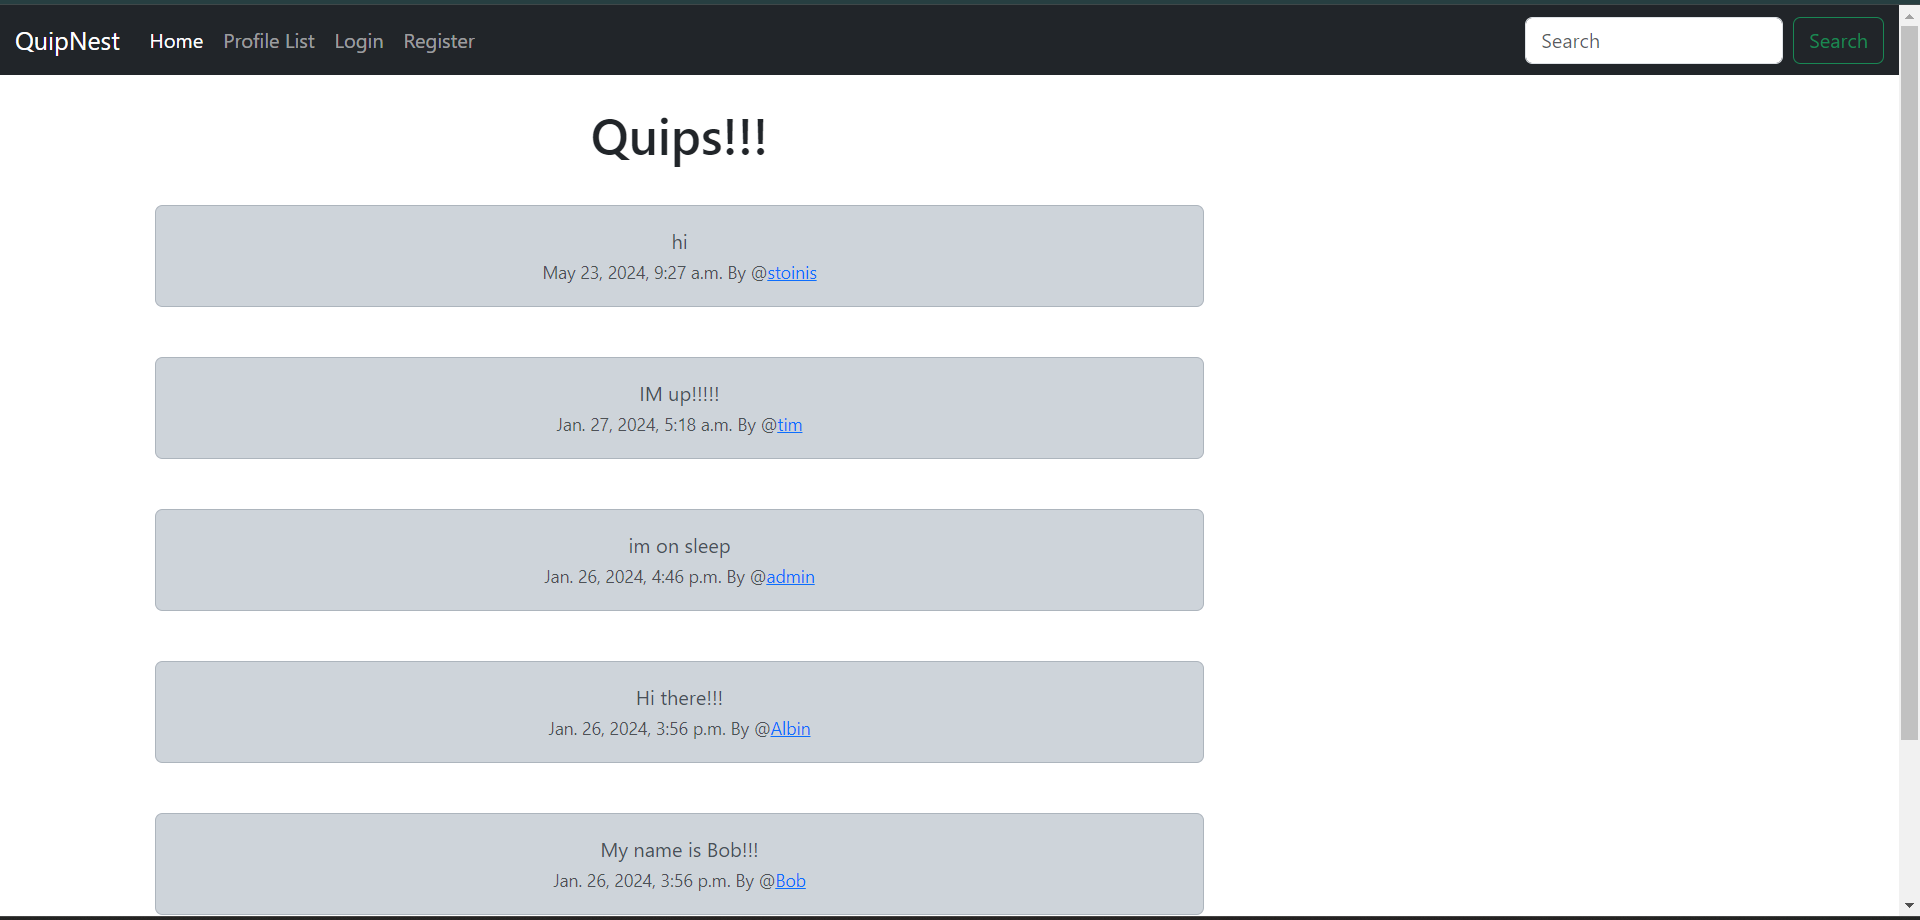 QuipNest Home Profile List Login Register Search Search
Quips!!!
hi
May 23, 2024, 9:27 a.m. By @stoinis
IM up!!!!!
Jan. 27, 2024, 5:18 a.m. By @tim
im on sleep
Jan. 26, 2024, 4:46 p.m. By @admin
Hi there!!!
Jan. 26, 2024, 3:56 p.m. By @Albin
My name is Bob!!!
Jan. 26, 2024, 3:56 p.m. By @Bob